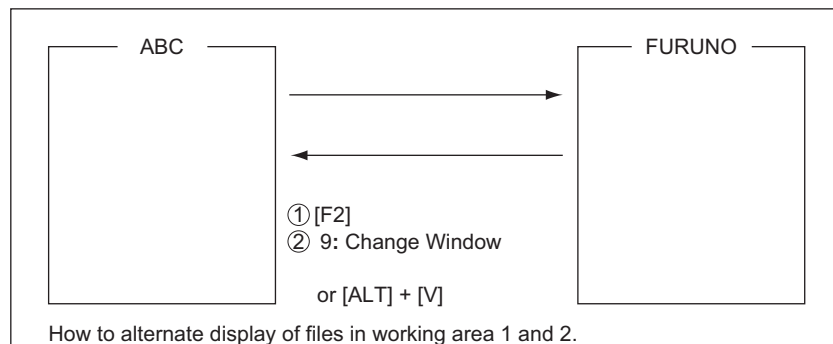 ABC
FURUNO
① [F2]
② 9: Change Window
or [ALT] + [V]
How to alternate display of files in working area 1 and 2.